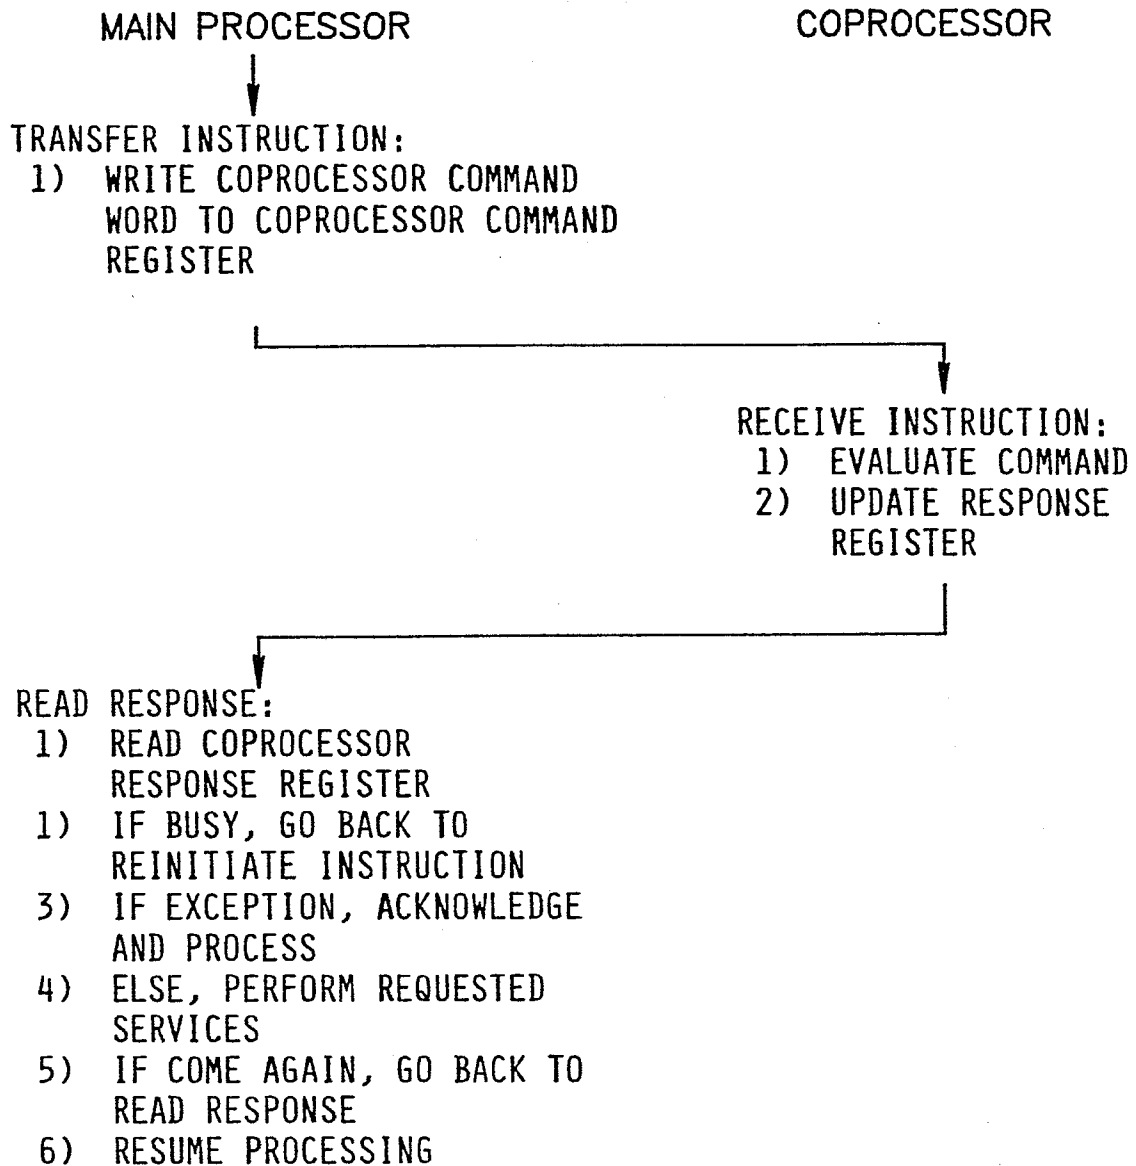 MAIN PROCESSOR
COPROCESSOR
TRANSFER INSTRUCTION:
1) WRITE COPROCESSOR COMMAND
WORD TO COPROCESSOR COMMAND
REGISTER
RECEIVE INSTRUCTION:
1) EVALUATE COMMAND
2) UPDATE RESPONSE
REGISTER
READ RESPONSE:
1) READ COPROCESSOR
RESPONSE REGISTER
1) IF BUSY, GO BACK TO
REINITIATE INSTRUCTION
3) IF EXCEPTION, ACKNOWLEDGE
AND PROCESS
4) ELSE, PERFORM REQUESTED
SERVICES
5) IF COME AGAIN, GO BACK TO
READ RESPONSE
6) RESUME PROCESSING